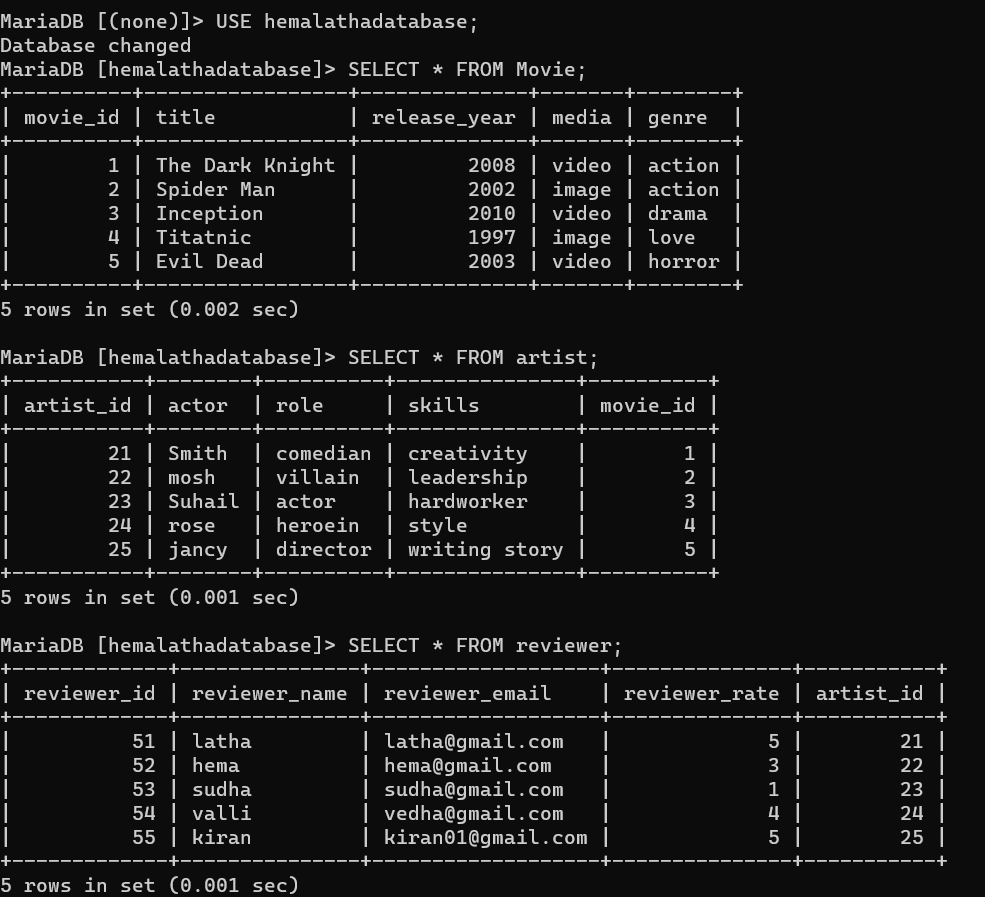 MariaDB [(none)]> USE hemalathadatabase;
Database changed
MariaDB [hemalathadatabase]> SELECT * FROM Movie;
+----------+-----------------+--------------+-------+--------+
| movie_id | title           | release_year | media | genre  |
+----------+-----------------+--------------+-------+--------+
|        1 | The Dark Knight |         2008 | video | action |
|        2 | Spider Man      |         2002 | image | action |
|        3 | Inception       |         2010 | video | drama  |
|        4 | Titatnic        |         1997 | image | love   |
|        5 | Evil Dead       |         2003 | video | horror |
+----------+-----------------+--------------+-------+--------+
5 rows in set (0.002 sec)

MariaDB [hemalathadatabase]> SELECT * FROM artist;
+-----------+--------+----------+---------------+----------+
| artist_id | actor  | role     | skills        | movie_id |
+-----------+--------+----------+---------------+----------+
|        21 | Smith  | comedian | creativity    |        1 |
|        22 | mosh   | villain  | leadership    |        2 |
|        23 | Suhail | actor    | hardworker    |        3 |
|        24 | rose   | heroein  | style         |        4 |
|        25 | jancy  | director | writing story |        5 |
+-----------+--------+----------+---------------+----------+
5 rows in set (0.001 sec)

MariaDB [hemalathadatabase]> SELECT * FROM reviewer;
+-------------+---------------+-------------------+---------------+-----------+
| reviewer_id | reviewer_name | reviewer_email    | reviewer_rate | artist_id |
+-------------+---------------+-------------------+---------------+-----------+
|          51 | latha         | latha@gmail.com   |             5 |        21 |
|          52 | hema          | hema@gmail.com    |             3 |        22 |
|          53 | sudha         | sudha@gmail.com   |             1 |        23 |
|          54 | valli         | vedha@gmail.com   |             4 |        24 |
|          55 | kiran         | kiran01@gmail.com |             5 |        25 |
+-------------+---------------+-------------------+---------------+-----------+
5 rows in set (0.001 sec)